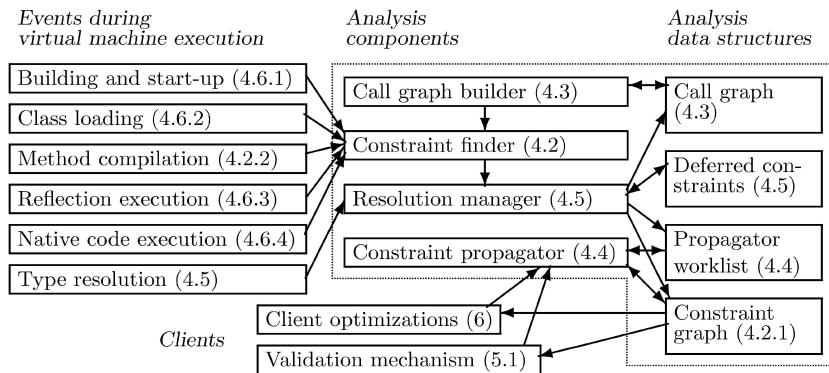 Events during
virtual machine execution
Analysis
components
Analysis
data structures
Building and start-up (4.6.1)
Class loading (4.6.2)
Method compilation (4.2.2)
Reflection execution (4.6.3)
Native code execution (4.6.4)
Type resolution (4.5)
Call graph builder (4.3)
Constraint finder (4.2)
Resolution manager (4.5)
Constraint propagator (4.4)
Call graph
(4.3)
Deferred con-
straints (4.5)
Propagator
worklist (4.4)
Constraint
graph (4.2.1)
Clients
Client optimizations (6)
Validation mechanism (5.1)